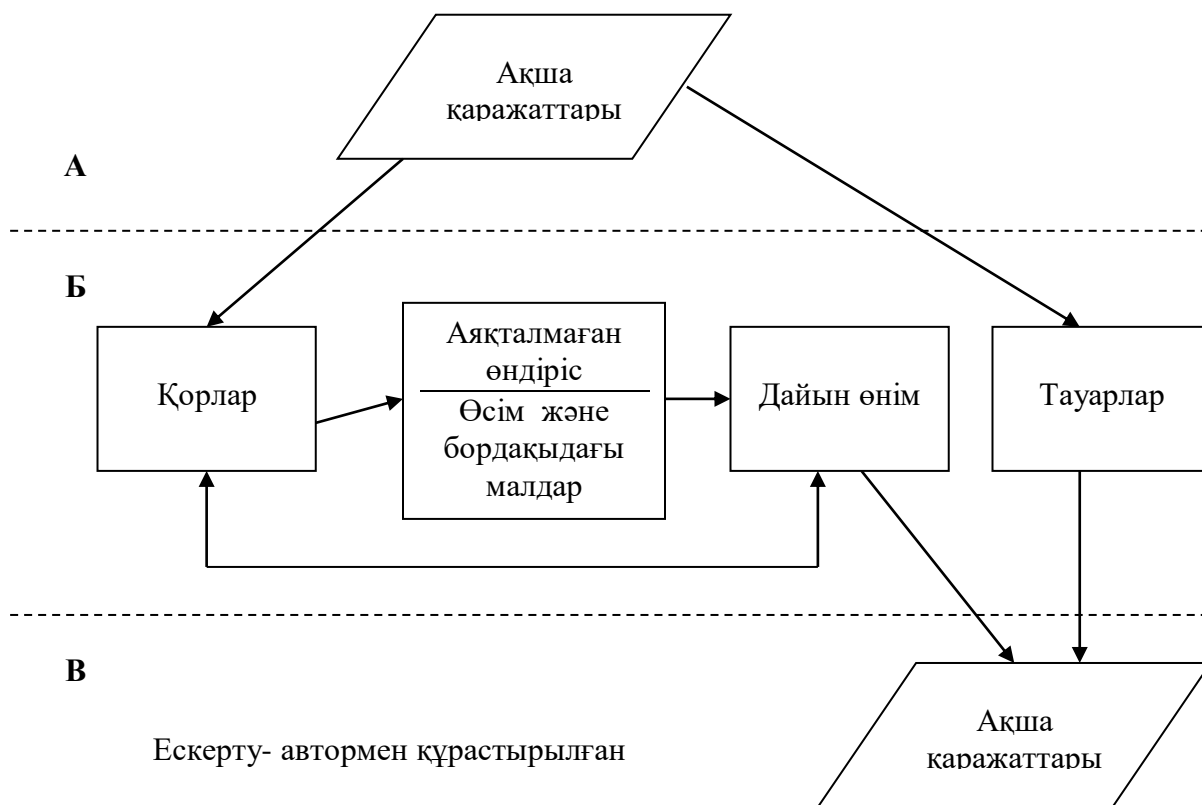 Ақша
қаражаттары
А
Б
Қорлар
Аяқталмаған
өндіріс
Өсім және
бордақыдағы
малдар
Дайын өнім
Тауарлар
В
Ақша
қаражаттары
Ескерту- автормен құрастырылған